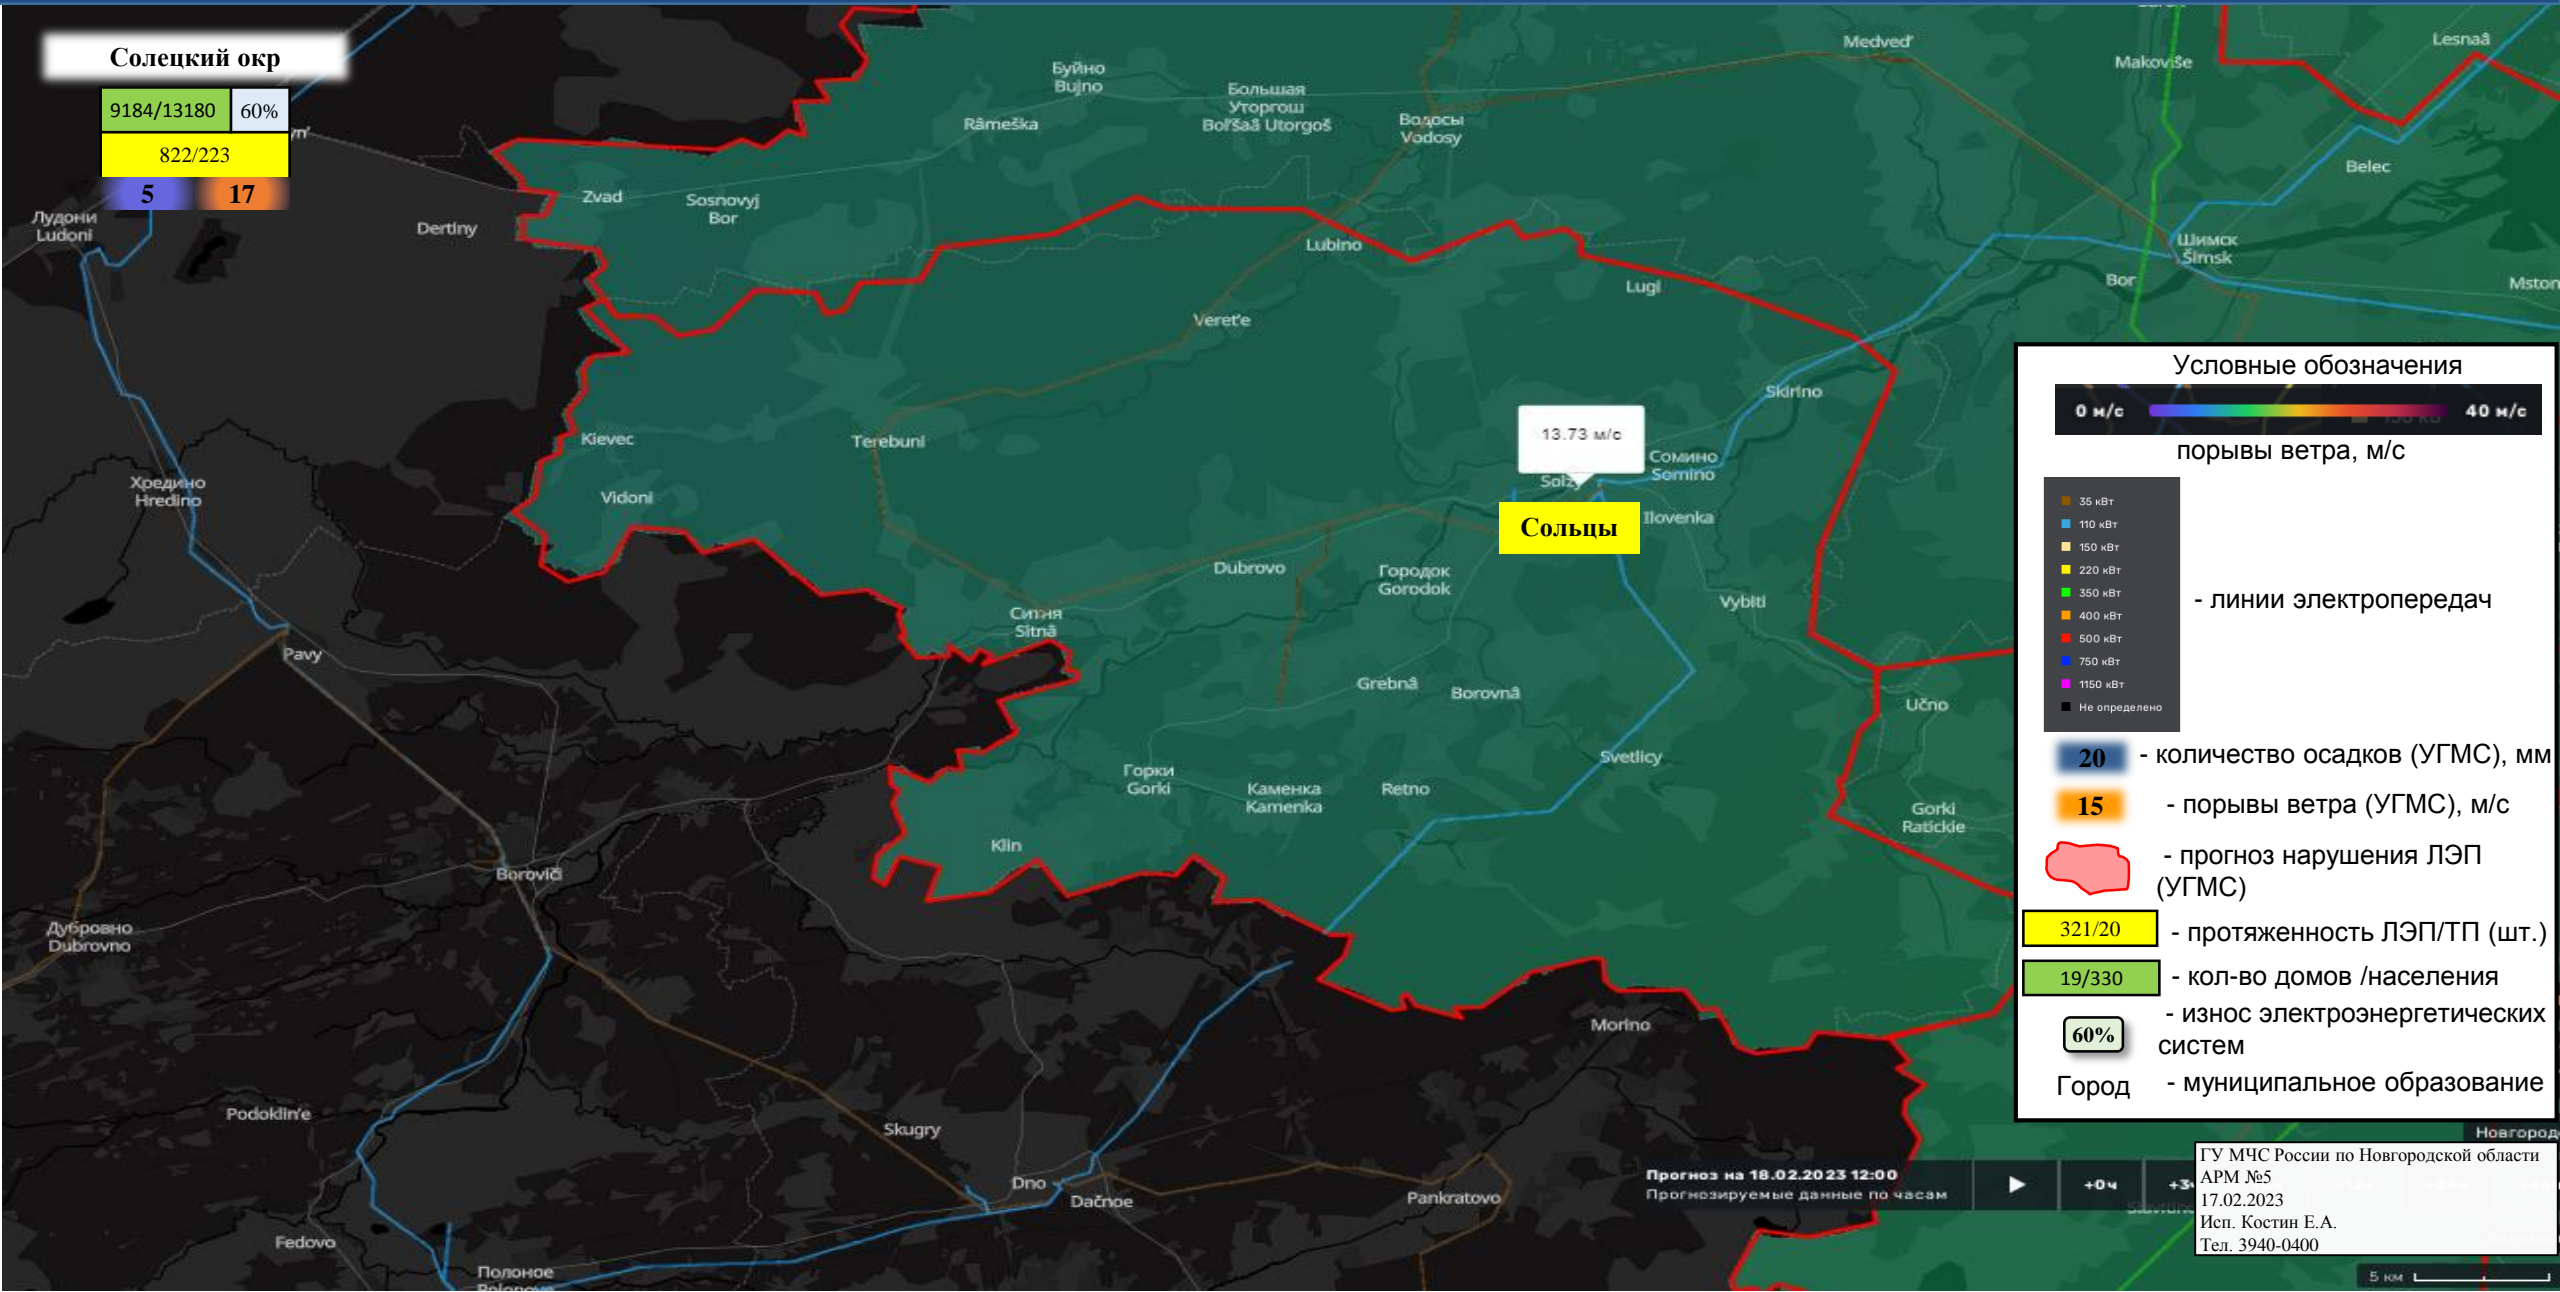 Солецкий окр
9184/13180 60%
822/223
5 17
Буйно
Bujno
Большая
Уторгош
Boľšaâ Utorgoš
Râmeška
Водосы
Vodosy
Medved'
Makoviše
Lesnaâ
Belec
Zvad
Sosnovyj
Bor
Dertiny
Лудони
Ludoni
Lubino
Lugi
Шимск
Šimsk
Bor
Mston
Veret'e
Skirino
Kievec
Terebuni
Vidoni
13.73 м/с
Solzy
Сомино
Somino
Сольцы
Ilovenka
Хредино
Hredino
Dubrovo
Городок
Gorodok
Vybiti
Ситня
Sitnâ
Pavy
Grebnâ
Borovnâ
Učno
Svetlicy
Горки
Gorki
Каменка
Kamenka
Retno
Gorki
Ratickie
Klin
Boroviči
Дубровно
Dubrovno
Morino
Podoklin'e
Skugry
Dno
Dačnoe
Pankratovo
Fedovo
Полоное
Polonove
Условные обозначения
0 м/с 40 м/с
порывы ветра, м/с
35 кВт
110 кВт
150 кВт
220 кВт
350 кВт
400 кВт
500 кВт
750 кВт
1150 кВт
Не определено
- линии электропередач
20 - количество осадков (УГМС), мм
15 - порывы ветра (УГМС), м/с
- прогноз нарушения ЛЭП
(УГМС)
321/20 - протяженность ЛЭП/ТП (шт.)
19/330 - кол-во домов /населения
- износ электроэнергетических
60%
систем
Город - муниципальное образование
Новгород
Прогноз на 18.02.2023 12:00
Прогнозируемые данные по часам
+0ч +3ч
ГУ МЧС России по Новгородской области
АРМ №5
17.02.2023
Исп. Костин Е.А.
Тел. 3940-0400
5 км